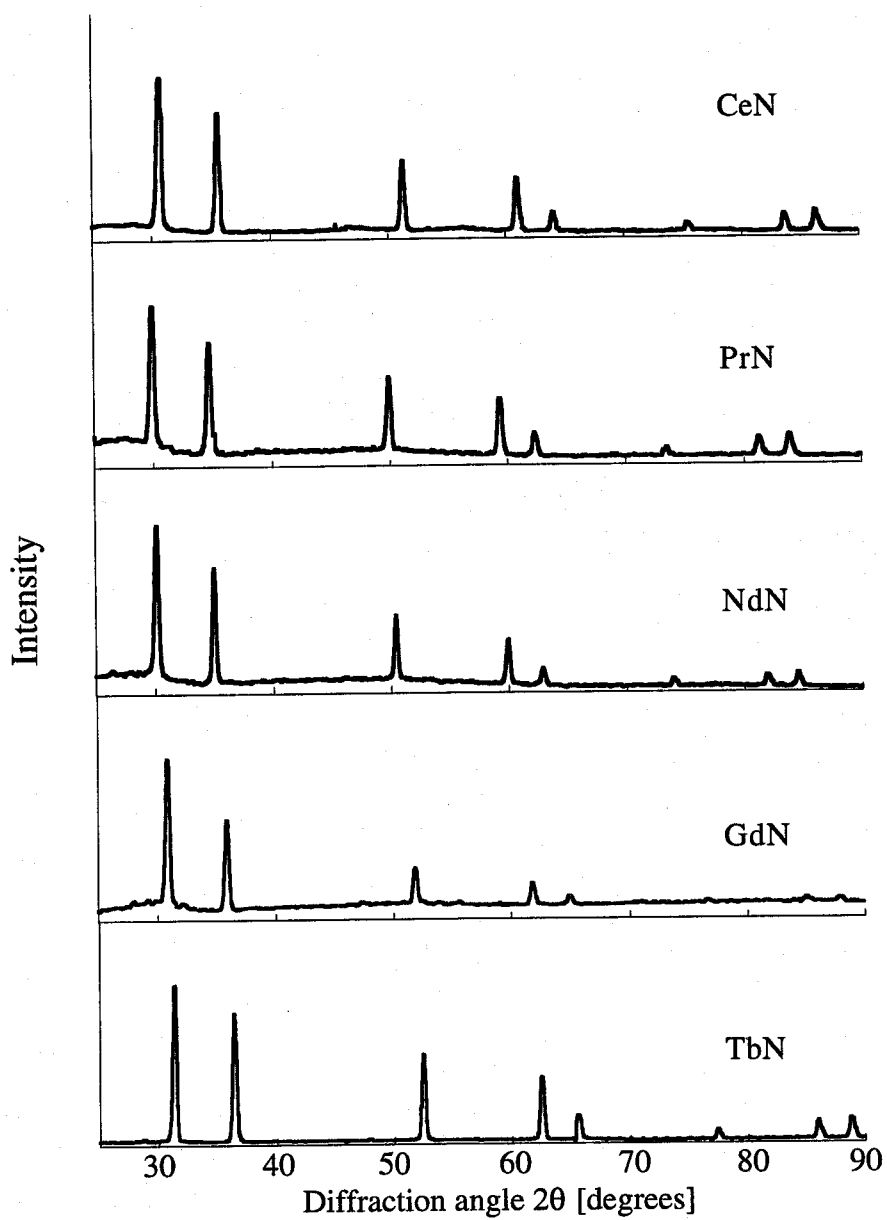 CeN
PrN
NdN
GdN
TbN
Intensity
30 40 50 60 70 80 90
Diffraction angle 2θ [degrees]